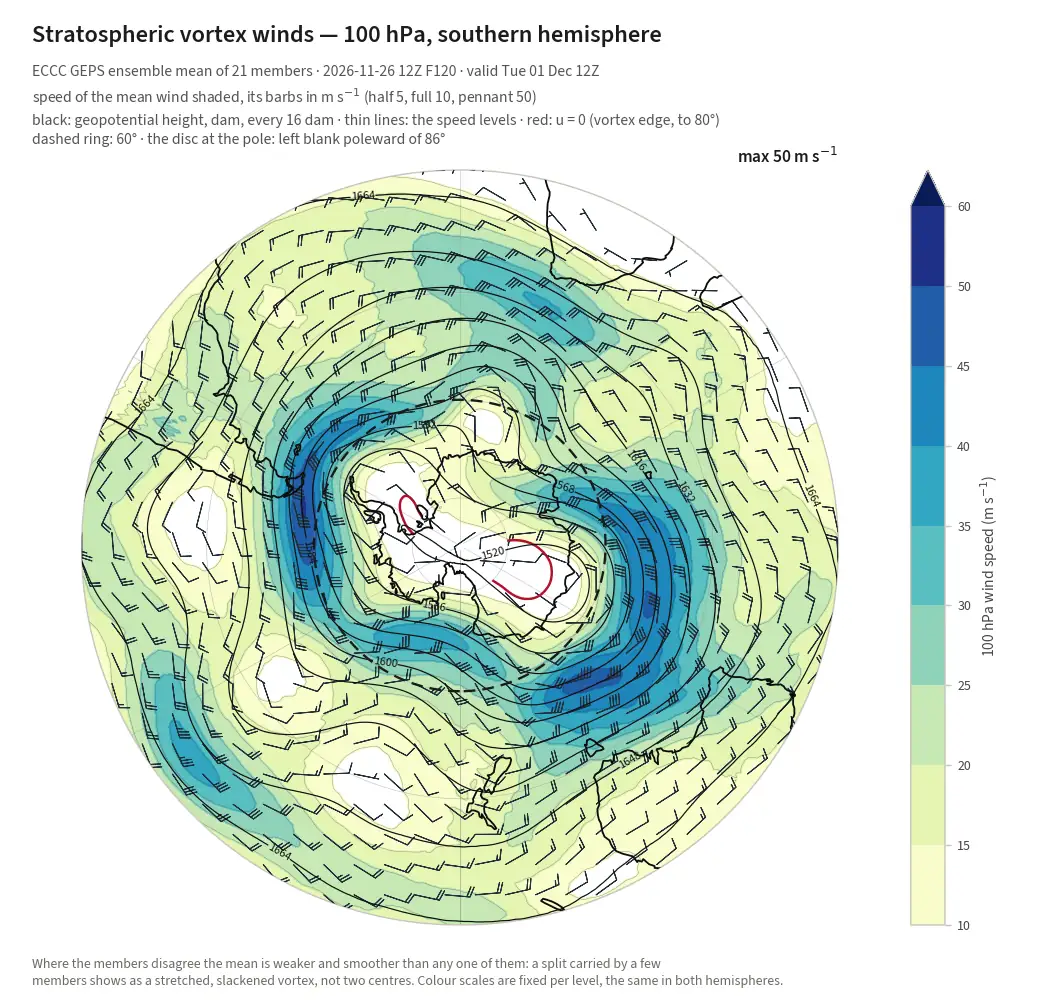 Stratospheric vortex winds — 100 hPa, southern hemisphere
ECCC GEPS ensemble mean of 21 members · 2026-11-26 12Z F120 · valid Tue 01 Dec 12Z
speed of the mean wind shaded, its barbs in m s⁻¹ (half 5, full 10, pennant 50)
black: geopotential height, dam, every 16 dam · thin lines: the speed levels · red: u = 0 (vortex edge, to 80°)
dashed ring: 60° · the disc at the pole: left blank poleward of 86°
max 50 m s⁻¹
1664
1664
1616
1632
1664
1568
1520
1600
1648
1664
60
50
45
40
35
30
25
20
15
10
100 hPa wind speed (m s⁻¹)
Where the members disagree the mean is weaker and smoother than any one of them: a split carried by a few
members shows as a stretched, slackened vortex, not two centres. Colour scales are fixed per level, the same in both hemispheres.